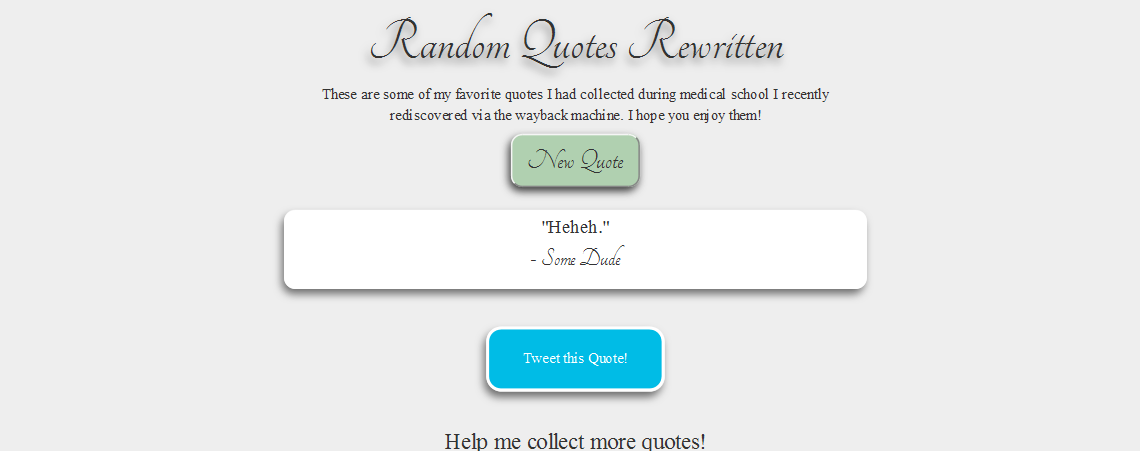 Random Quotes Rewritten
These are some of my favorite quotes I had collected during medical school I recently
rediscovered via the wayback machine. I hope you enjoy them!
New Quote
"Heheh."
- Some Dude
Tweet this Quote!
Help me collect more quotes!